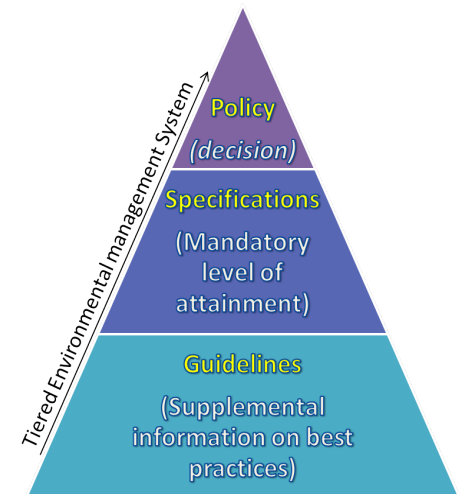 Tiered Environmental management System
Policy
(decision)
Specifications
(Mandatory
level of
attainment)
Guidelines
(Supplemental
information on best
practices)